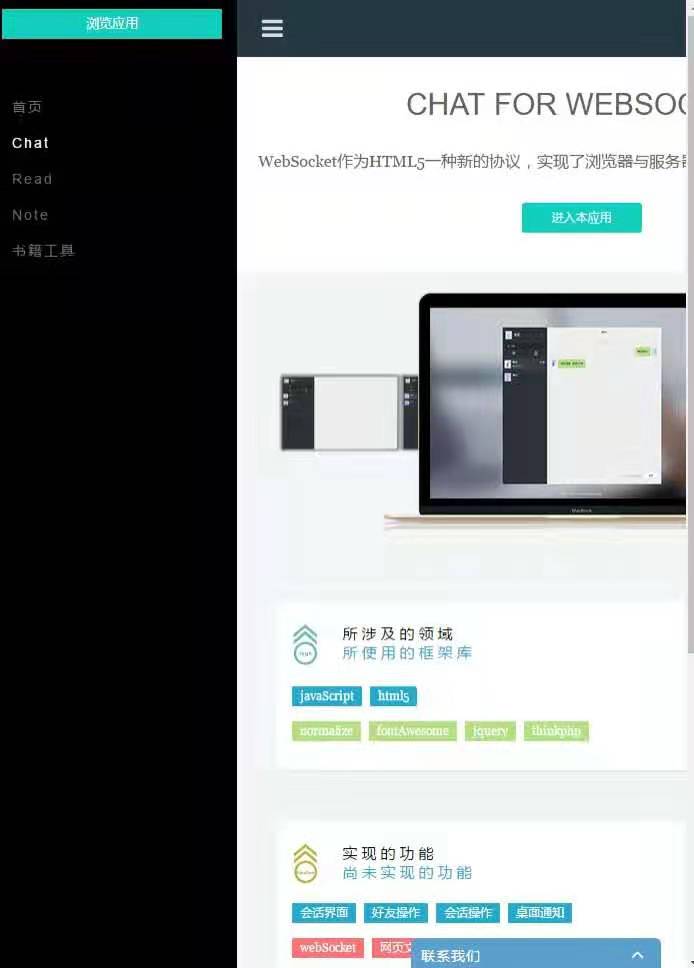 浏览应用
首页
Chat
Read
Note
书籍工具
CHAT FOR WEBSOC
WebSocket作为HTML5一种新的协议，实现了浏览器与服务器
进入本应用
MacBook
所涉及的领域
所使用的框架库
javaScript html5
normalize fontAwesome jquery thinkphp
实现的功能
尚未实现的功能
会话界面 好友操作 会话操作 桌面通知
webSocket 网页文
联系我们